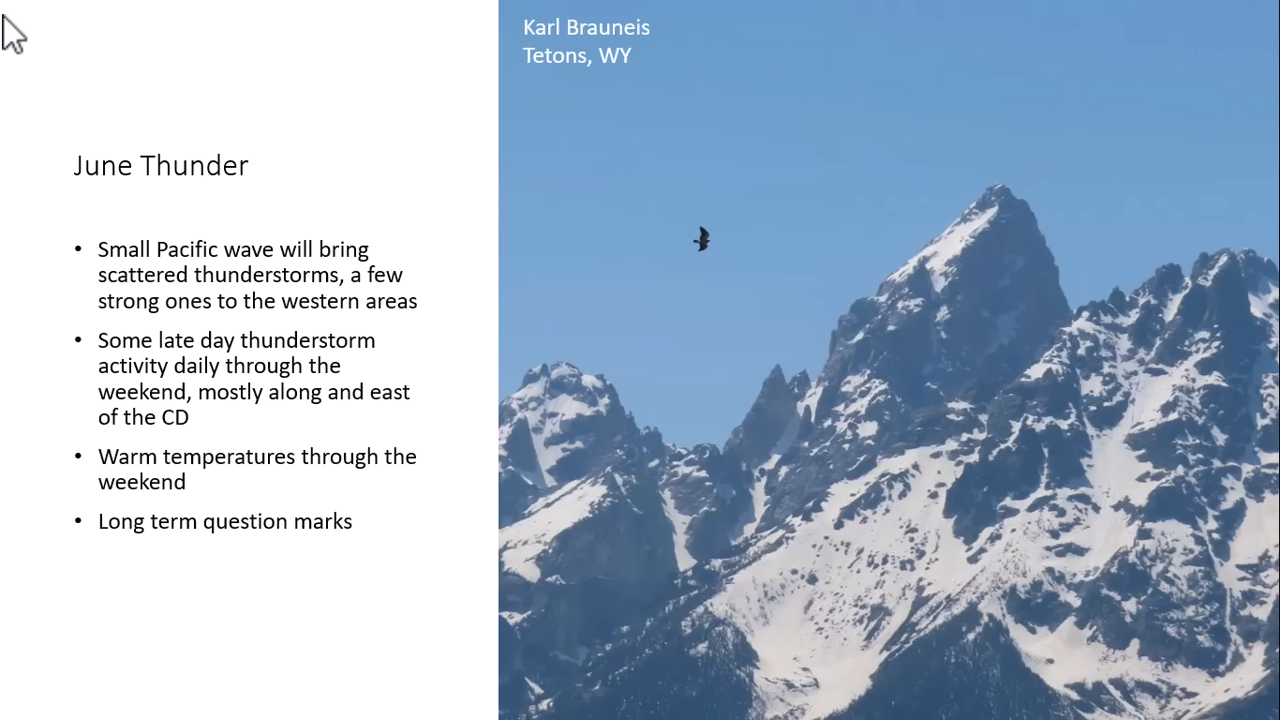 Karl Brauneis
Tetons, WY
June Thunder
• Small Pacific wave will bring
scattered thunderstorms, a few
strong ones to the western areas
• Some late day thunderstorm
activity daily through the
weekend, mostly along and east
of the CD
• Warm temperatures through the
weekend
• Long term question marks